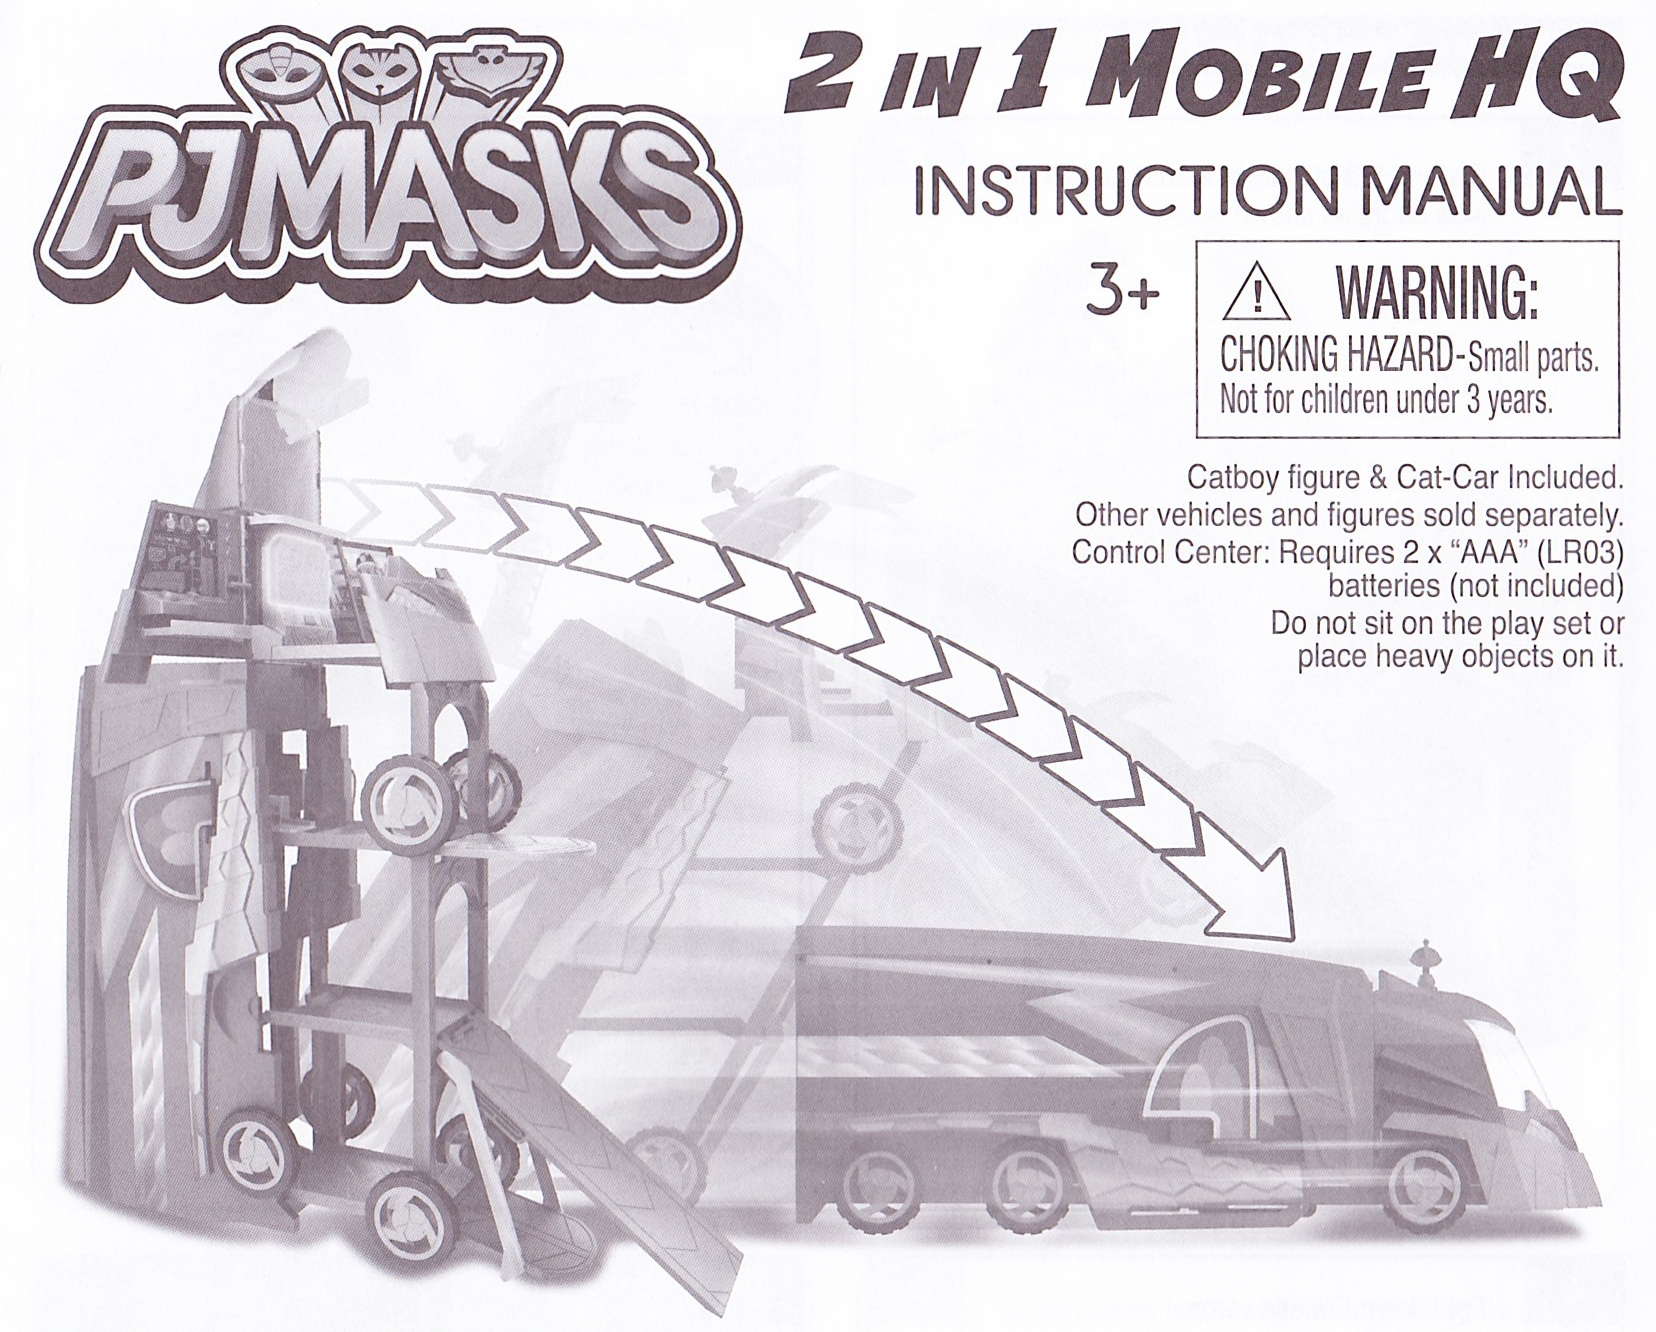 PJMASKS
2 IN 1 MOBILE HQ
INSTRUCTION MANUAL
3+
WARNING:
CHOKING HAZARD-Small parts.
Not for children under 3 years.
Catboy figure & Cat-Car Included.
Other vehicles and figures sold separately.
Control Center: Requires 2 x “AAA” (LR03)
batteries (not included)
Do not sit on the play set or
place heavy objects on it.